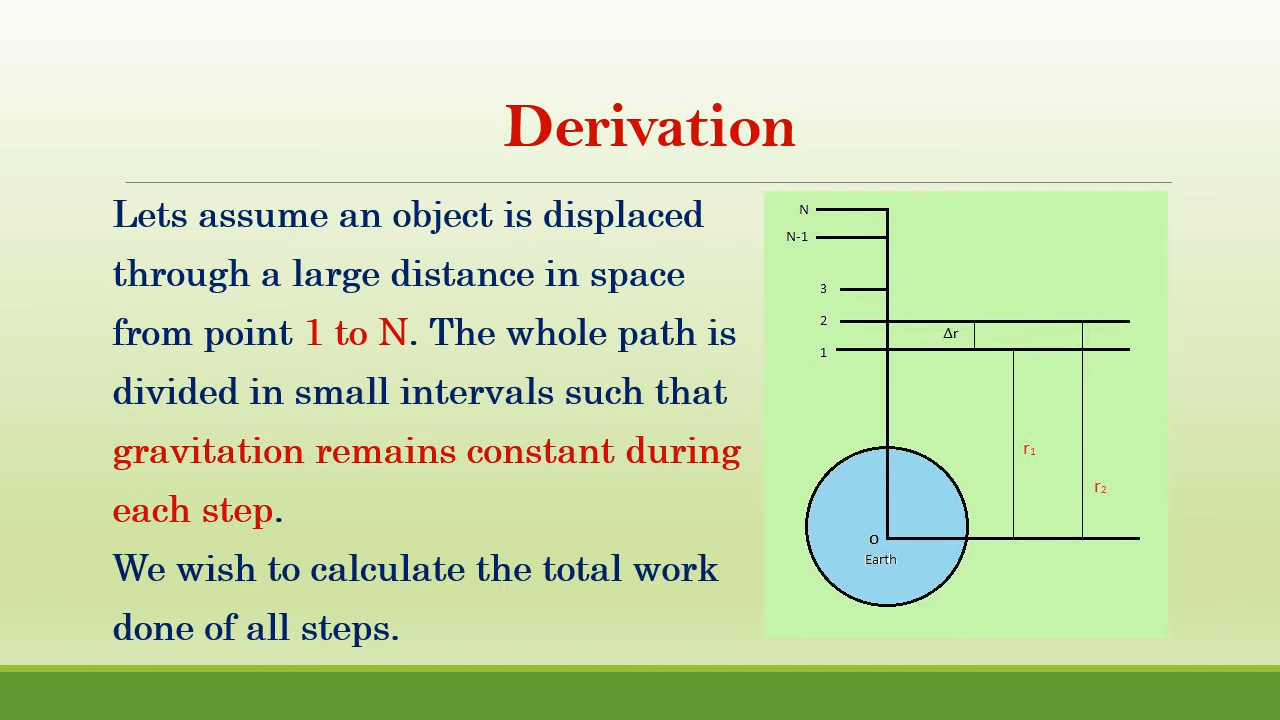 Derivation
Lets assume an object is displaced
through a large distance in space
from point 1 to N. The whole path is
divided in small intervals such that
gravitation remains constant during
each step.
We wish to calculate the total work
done of all steps.
N
N-1
3
2
Δr
1
r₁
r₂
O
Earth